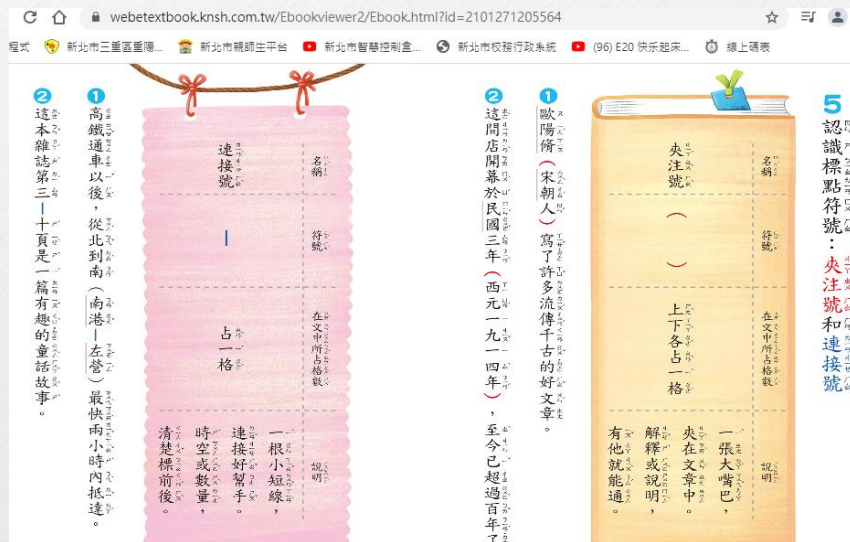 webetextbook.knsh.com.tw/Ebookviewer2/Ebook.html?id=2101271205564
程式 新北市三重區重陽... 新北市親師生平台 新北市智慧控制盒... 新北市校務行政系統 (96) E20 快乐起床... 線上碼表
5 認識標點符號：夾注號和連接號
名稱 符號 在文中所占格數 說明
夾注號 （ ） 上下各占一格
一張大嘴巴，
夾在文章中。
解釋或說明，
有他就能通。
1 歐陽脩（宋朝人）寫了許多流傳千古的好文章。
2 這間店開幕於民國三年（西元一九一四年），至今已超過百年了
名稱 符號 在文中所占格數 說明
連接號 — 占一格
一根小短線，
連接好幫手。
時空或數量，
清楚標前後。
1 高鐵通車以後，從北到南（南港—左營）最快兩小時內抵達。
2 這本雜誌第三—十頁是一篇有趣的童話故事。